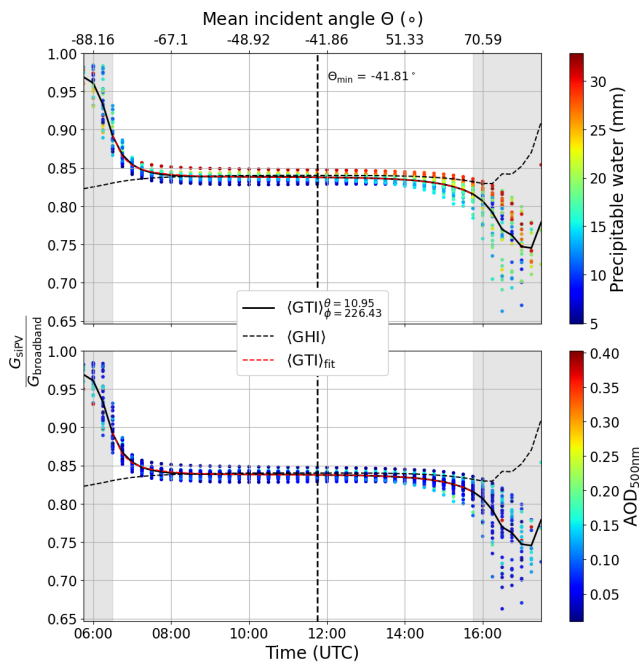 Mean incident angle Θ (∘)
-88.16 -67.1 -48.92 -41.86 51.33 70.59
1.00
0.95
0.90
0.85
0.80
0.75
0.70
0.65
Θmin = -41.81∘
30
25
20
15
10
5
Precipitable water (mm)
⟨GTI⟩θ = 10.95 ϕ = 226.43
⟨GHI⟩
⟨GTI⟩fit
GsiPV
Gbroadband
1.00
0.95
0.90
0.85
0.80
0.75
0.70
0.65
0.40
0.35
0.30
0.25
0.20
0.15
0.10
0.05
AOD500nm
06:00 08:00 10:00 12:00 14:00 16:00
Time (UTC)